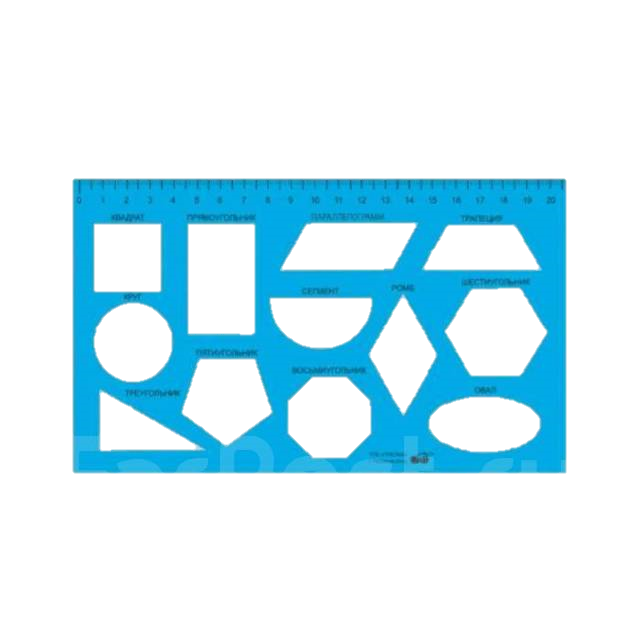 0 1 2 3 4 5 6 7 8 9 10 11 12 13 14 15 16 17 18 19 20
КВАДРАТ ПРЯМОУГОЛЬНИК ПАРАЛЛЕЛОГРАММ ТРАПЕЦИЯ
КРУГ СЕГМЕНТ РОМБ ШЕСТИУГОЛЬНИК
ПЯТИУГОЛЬНИК
ТРЕУГОЛЬНИК ВОСЬМИУГОЛЬНИК ОВАЛ